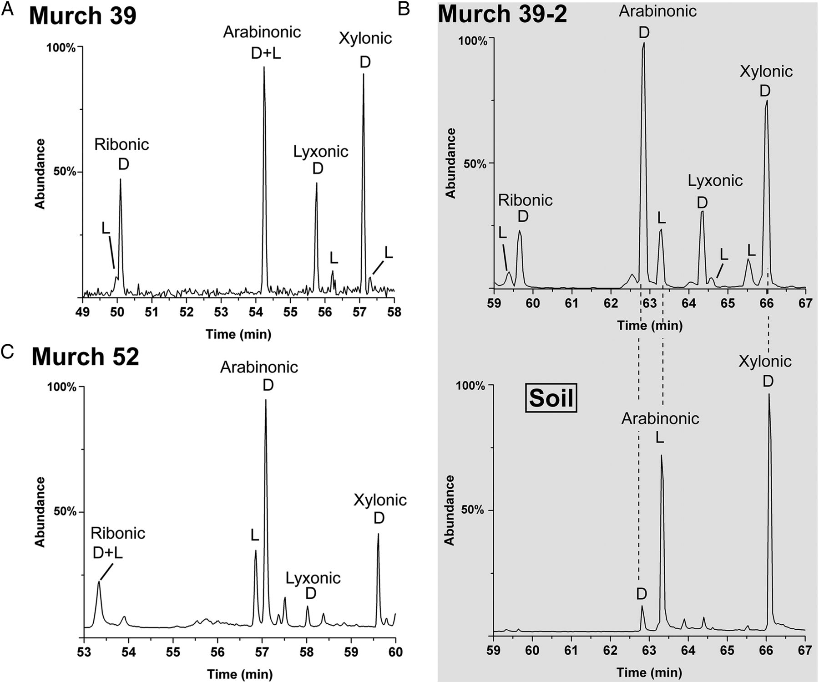 A
Murch 39
Arabinonic
D+L
Xylonic
D
Ribonic
D
L
Lyxonic
D
L
L
100%
50%
Abundance
49 50 51 52 53 54 55 56 57 58
Time (min)
B
Murch 39-2
Arabinonic
D
Xylonic
D
Ribonic
D
L
L
Lyxonic
D
L
L
100%
50%
Abundance
59 60 61 62 63 64 65 66 67
Time (min)
C
Murch 52
Arabinonic
D
Ribonic
D+L
L
Lyxonic
D
Xylonic
D
100%
50%
Abundance
53 54 55 56 57 58 59 60
Time (min)
Soil
Arabinonic
L
D
Xylonic
D
100%
50%
Abundance
59 60 61 62 63 64 65 66 67
Time (min)